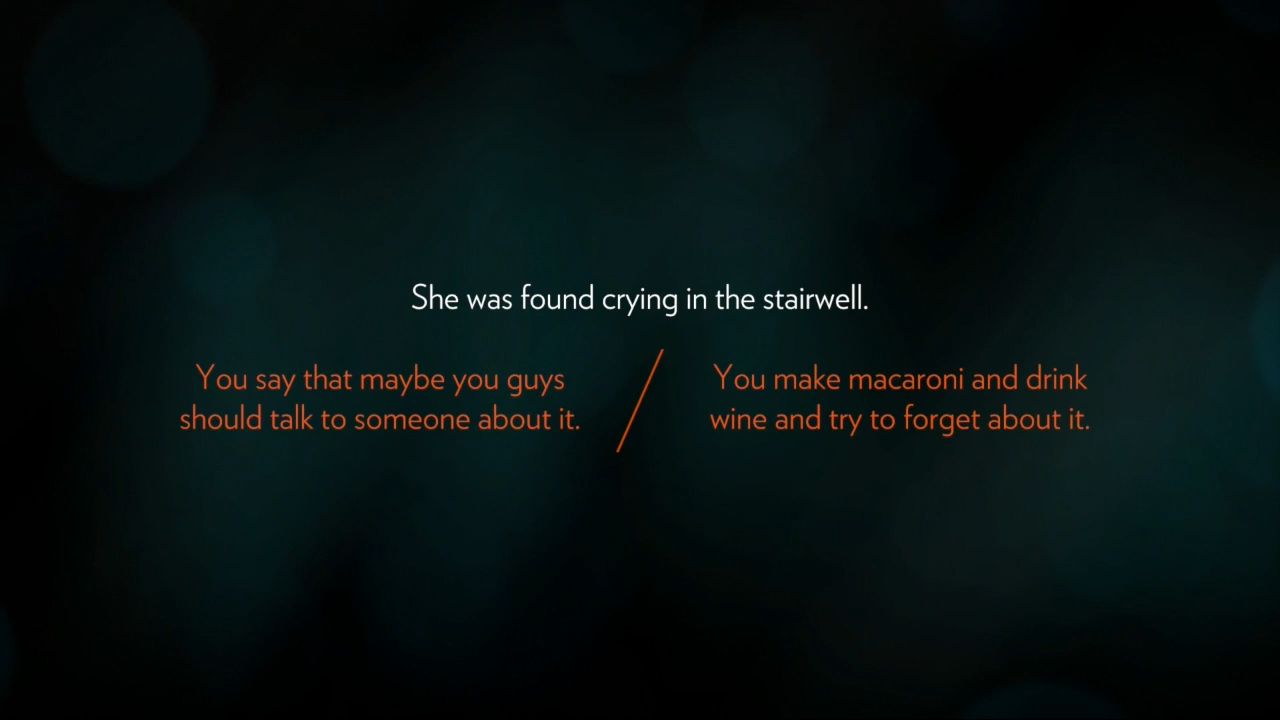 She was found crying in the stairwell.
You say that maybe you guys
should talk to someone about it.
You make macaroni and drink
wine and try to forget about it.